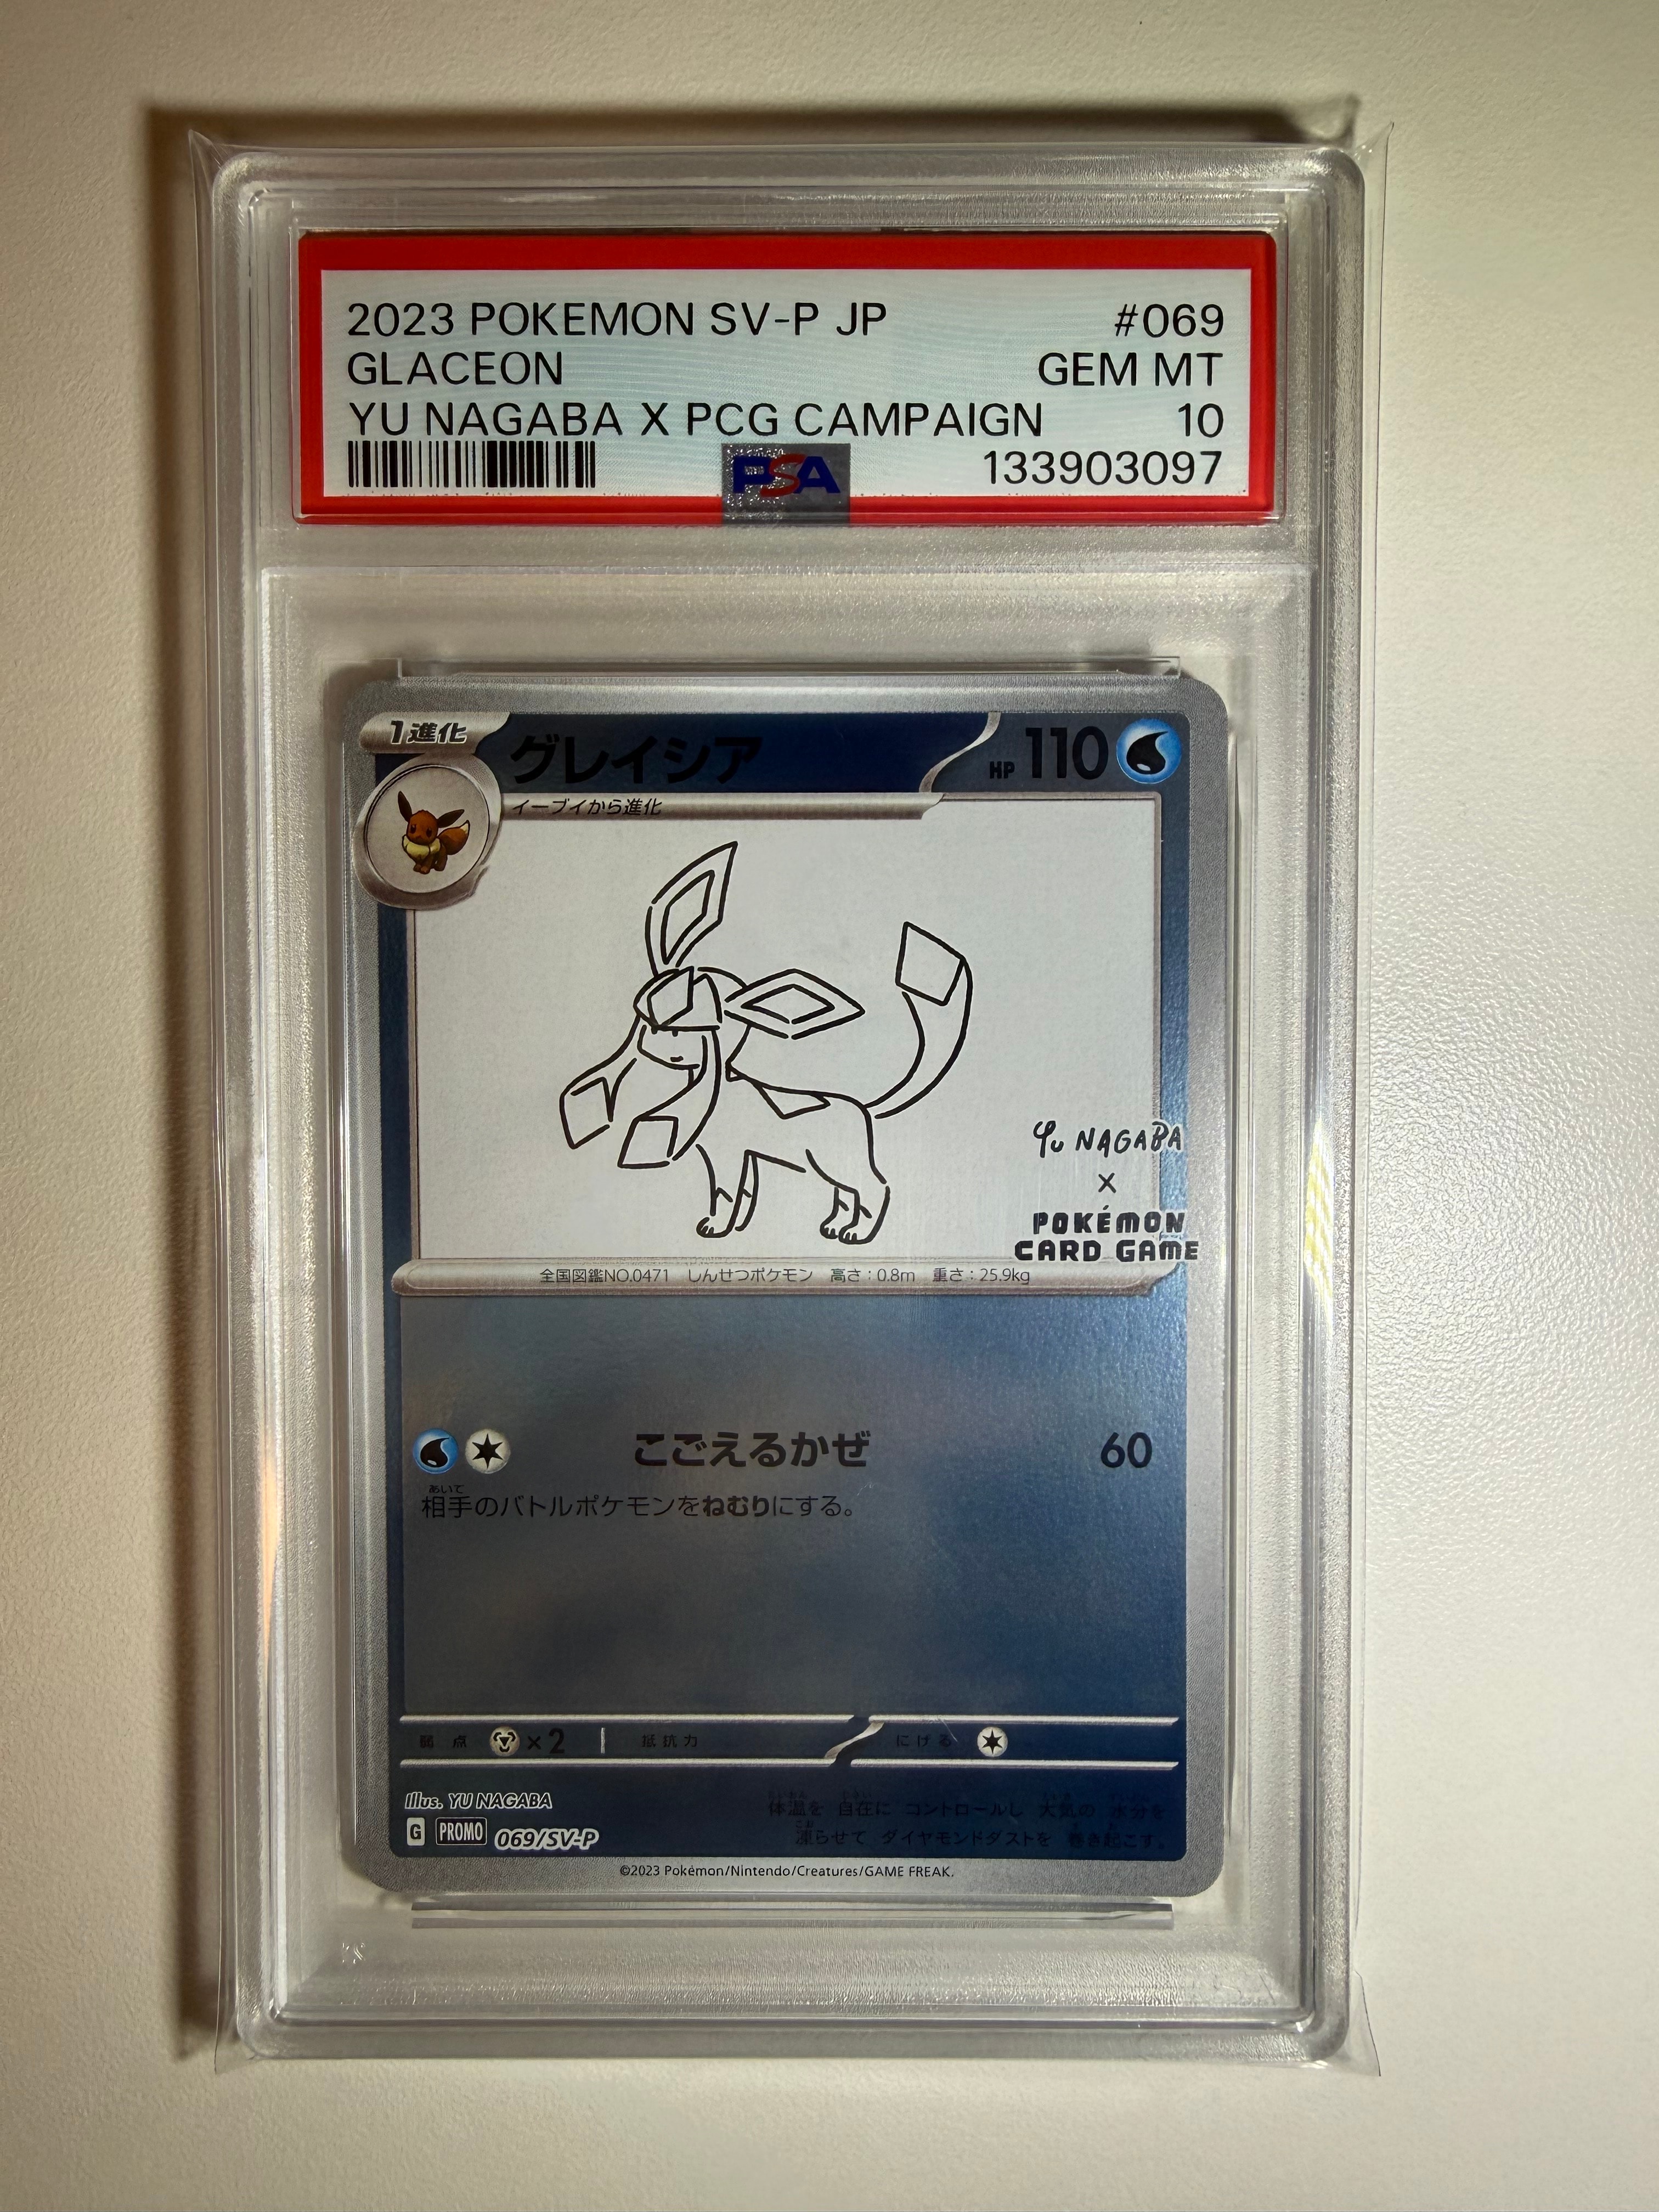 2023 POKEMON SV-P JP #069
GLACEON GEM MT
YU NAGABA X PCG CAMPAIGN 10
PSA 133903097
1進化
グレイシア
HP 110
イーブイから進化
Yu NAGABA
×
POKÉMON
CARD GAME
全国図鑑NO.0471 しんせつポケモン 高さ:0.8m 重さ:25.9kg
こごえるかぜ 60
あいて
相手のバトルポケモンをねむりにする。
弱点 ×2 抵抗力 にげる
Illus. YU NAGABA
体温を 自在に コントロールし 大気の 水分を
凍らせて ダイヤモンドダストを 巻き起こす。
G PROMO 069/SV-P
©2023 Pokémon/Nintendo/Creatures/GAME FREAK.